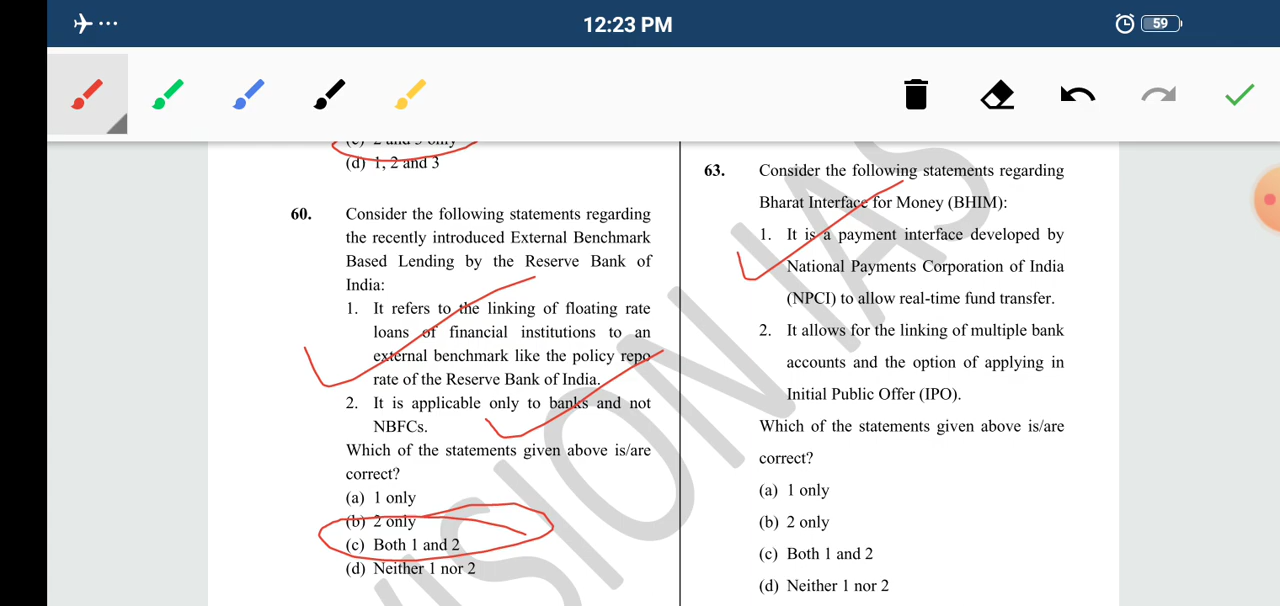 12:23 PM
59
(c) 2 and 3 only
(d) 1, 2 and 3
60. Consider the following statements regarding
the recently introduced External Benchmark
Based Lending by the Reserve Bank of
India:
1. It refers to the linking of floating rate
loans of financial institutions to an
external benchmark like the policy repo
rate of the Reserve Bank of India.
2. It is applicable only to banks and not
NBFCs.
Which of the statements given above is/are
correct?
(a) 1 only
(b) 2 only
(c) Both 1 and 2
(d) Neither 1 nor 2
63. Consider the following statements regarding
Bharat Interface for Money (BHIM):
1. It is a payment interface developed by
National Payments Corporation of India
(NPCI) to allow real-time fund transfer.
2. It allows for the linking of multiple bank
accounts and the option of applying in
Initial Public Offer (IPO).
Which of the statements given above is/are
correct?
(a) 1 only
(b) 2 only
(c) Both 1 and 2
(d) Neither 1 nor 2
VISION IAS